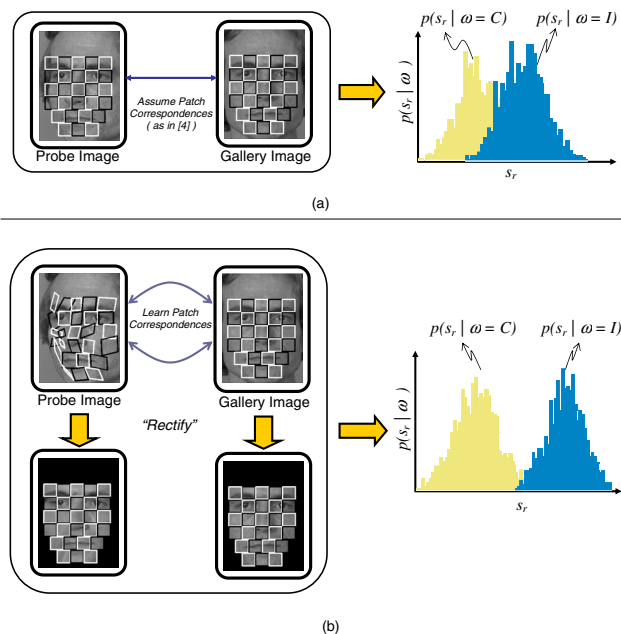 p(s_r | ω = C)
p(s_r | ω = I)
p(s_r | ω)
s_r
Assume Patch
Correspondences
( as in [4] )
Probe Image
Gallery Image
(a)
Learn Patch
Correspondences
Probe Image
Gallery Image
“Rectify”
p(s_r | ω = C)
p(s_r | ω = I)
p(s_r | ω )
s_r
(b)